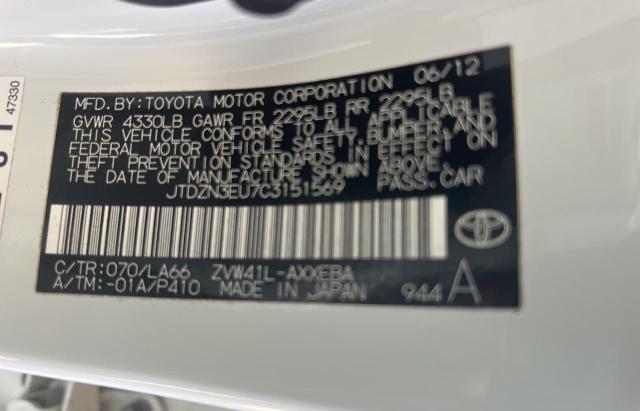 MFD. BY: TOYOTA MOTOR CORPORATION 06/12
GVWR 4330LB GAWR FR 2295LB RR 2295LB
THIS VEHICLE CONFORMS TO ALL APPLICABLE
FEDERAL MOTOR VEHICLE SAFETY, BUMPER, AND
THEFT PREVENTION STANDARDS IN EFFECT ON
THE DATE OF MANUFACTURE SHOWN ABOVE.
JTDZN3EU7C3151569 PASS. CAR
C/TR: 070/LA66 ZVW41L-AXXEBA
A/TM: -01A/P410 MADE IN JAPAN 944 A
47330